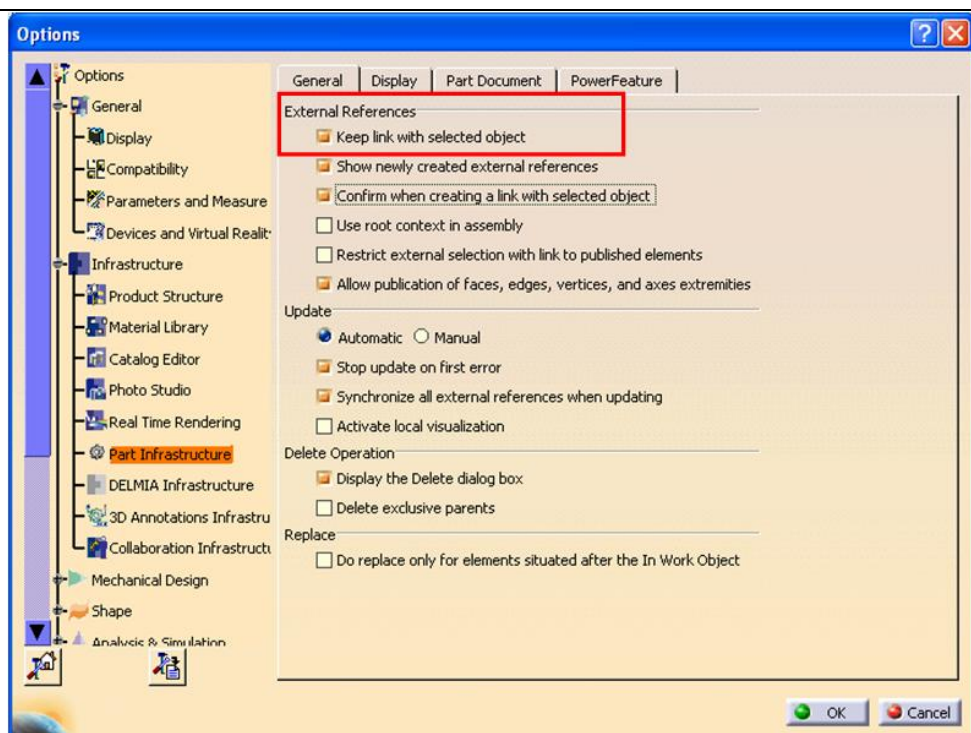 Options
Options
General
Display
Compatibility
Parameters and Measure
Devices and Virtual Realit
Infrastructure
Product Structure
Material Library
Catalog Editor
Photo Studio
Real Time Rendering
Part Infrastructure
DELMIA Infrastructure
3D Annotations Infrastru
Collaboration Infrastructu
Mechanical Design
Shape
Analysis & Simulation
General Display Part Document PowerFeature
External References
Keep link with selected object
Show newly created external references
Confirm when creating a link with selected object
Use root context in assembly
Restrict external selection with link to published elements
Allow publication of faces, edges, vertices, and axes extremities
Update
Automatic Manual
Stop update on first error
Synchronize all external references when updating
Activate local visualization
Delete Operation
Display the Delete dialog box
Delete exclusive parents
Replace
Do replace only for elements situated after the In Work Object
OK Cancel